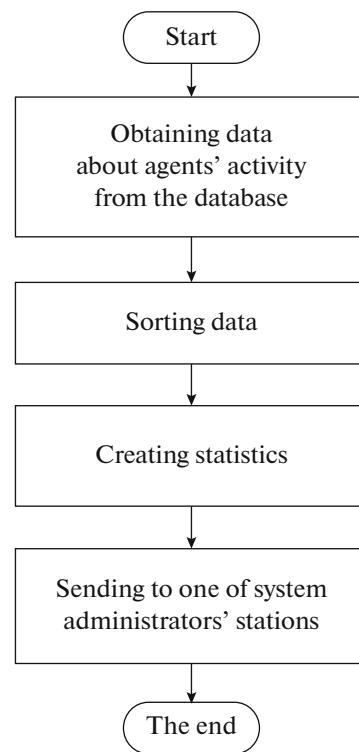 Start
Obtaining data
about agents’ activity
from the database
Sorting data
Creating statistics
Sending to one of system
administrators’ stations
The end